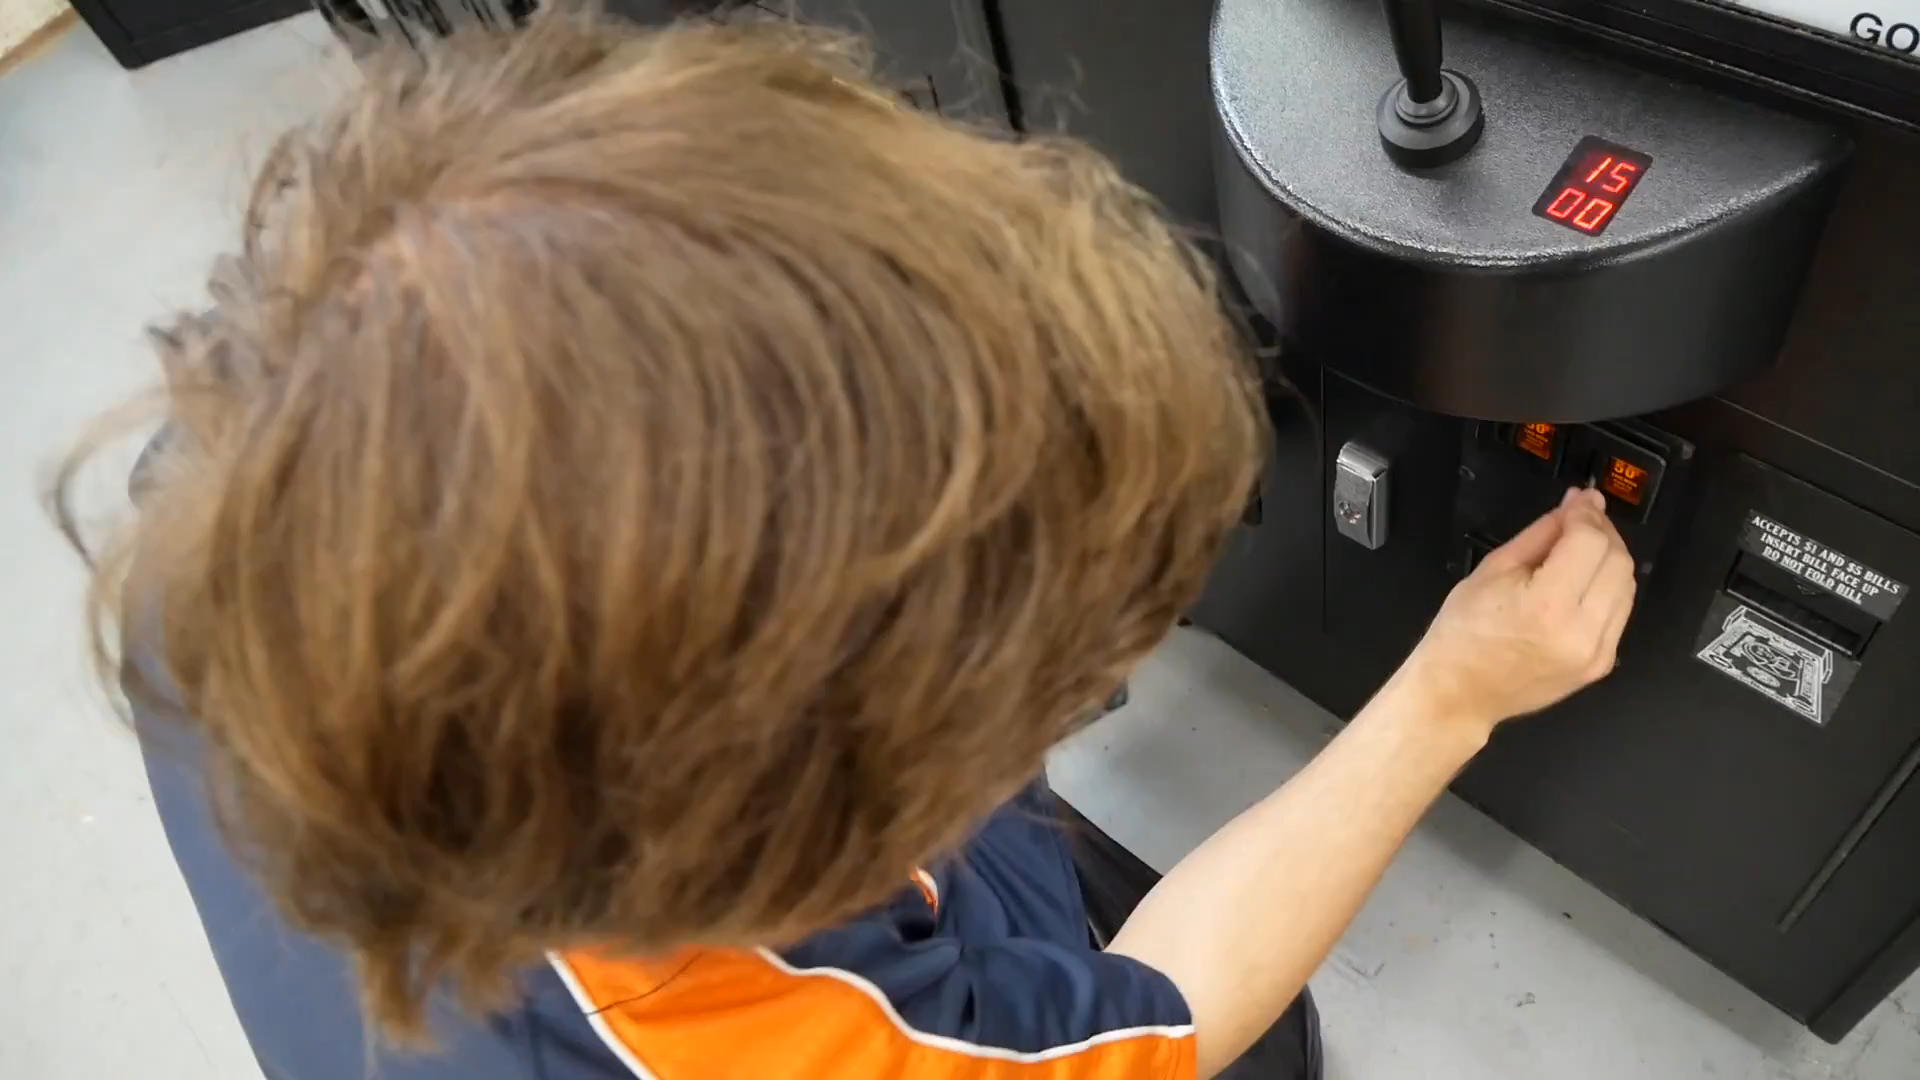 GO
15
00
50¢
50¢
ACCEPTS $1 AND $5 BILLS
INSERT BILL FACE UP
DO NOT FOLD BILL